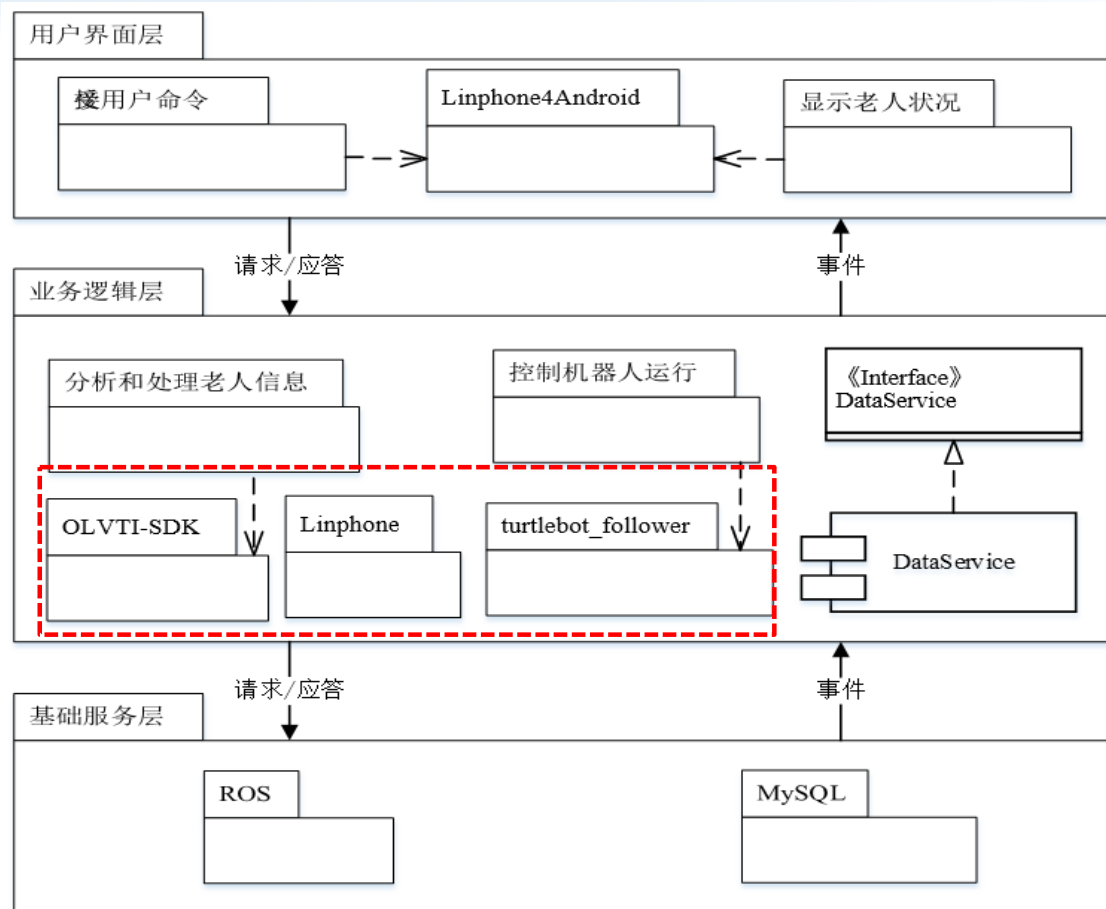 用户界面层
用户命令
Linphone4Android
显示老人状况
请求/应答
事件
业务逻辑层
分析和处理老人信息
控制机器人运行
《Interface》
DataService
OLVTI-SDK
Linphone
turtlebot_follower
DataService
请求/应答
事件
基础服务层
ROS
MySQL